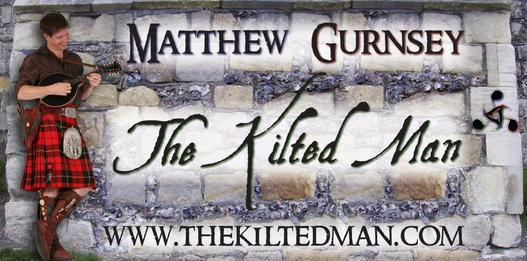 MATTHEW GURNSEY
The Kilted Man
WWW.THEKILTEDMAN.COM